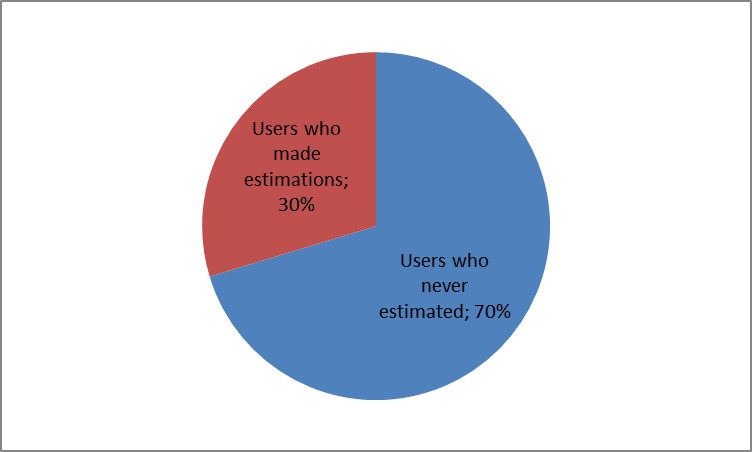 Users who
made
estimations;
30%
Users who
never
estimated; 70%